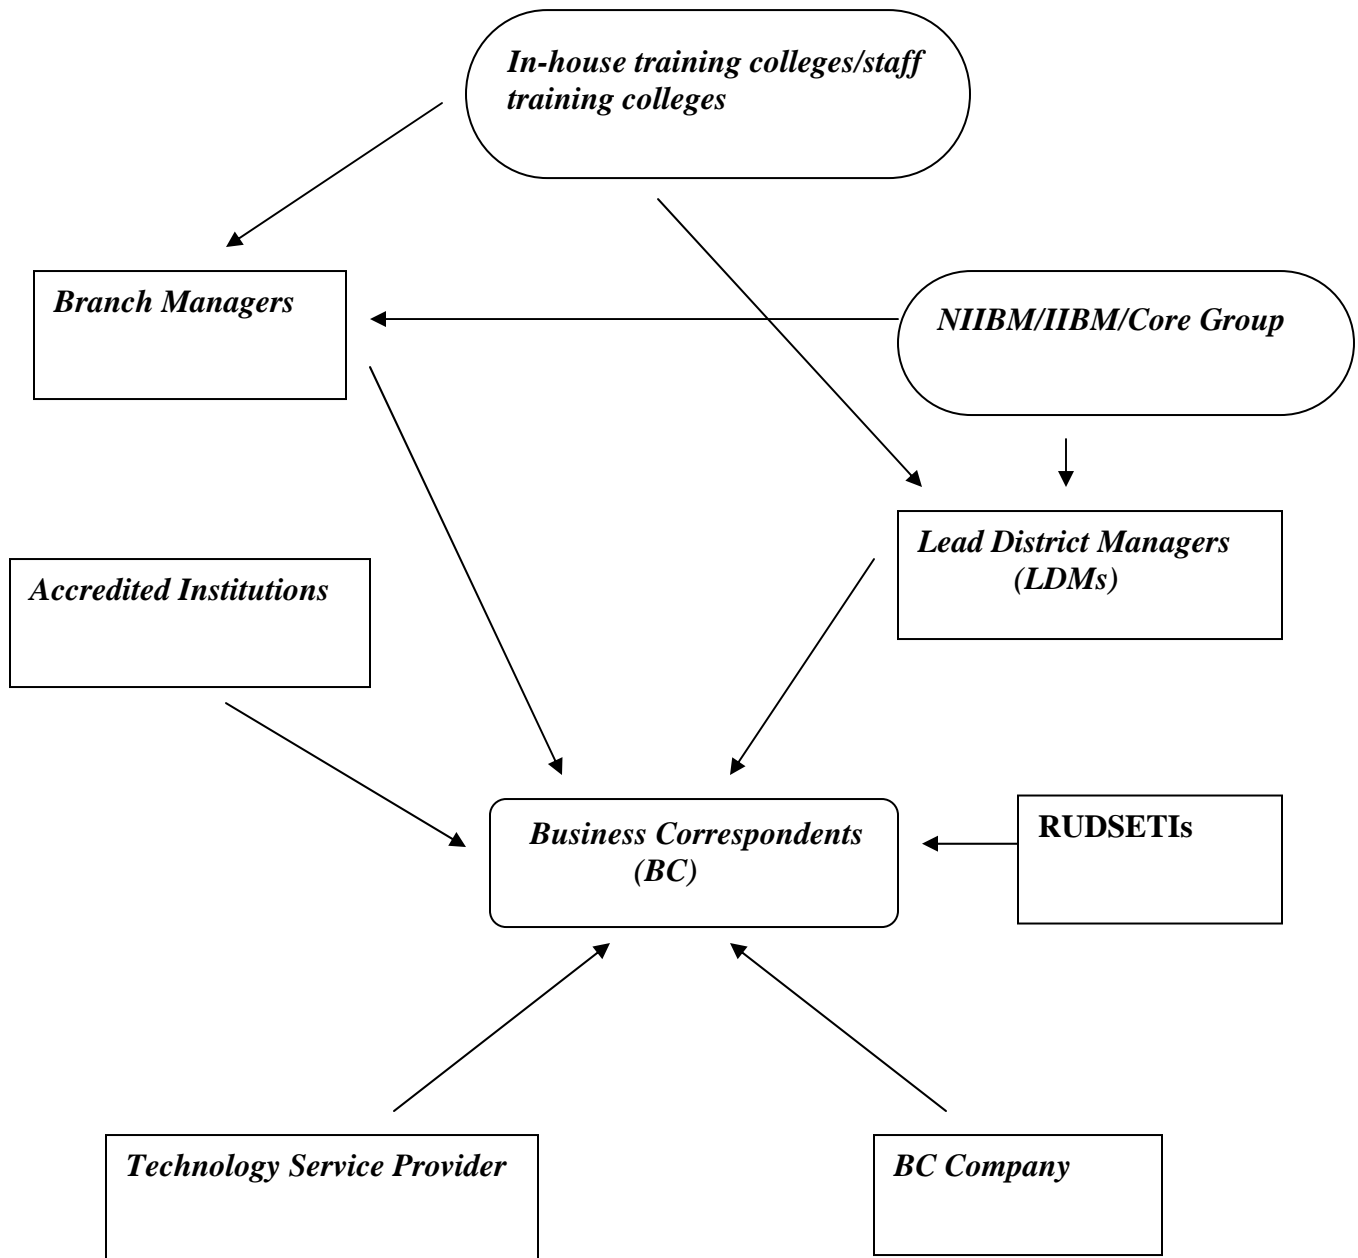 In-house training colleges/staff
training colleges
Branch Managers
NIIBM/IIBM/Core Group
Lead District Managers
(LDMs)
Accredited Institutions
Business Correspondents
(BC)
RUDSETIs
Technology Service Provider
BC Company